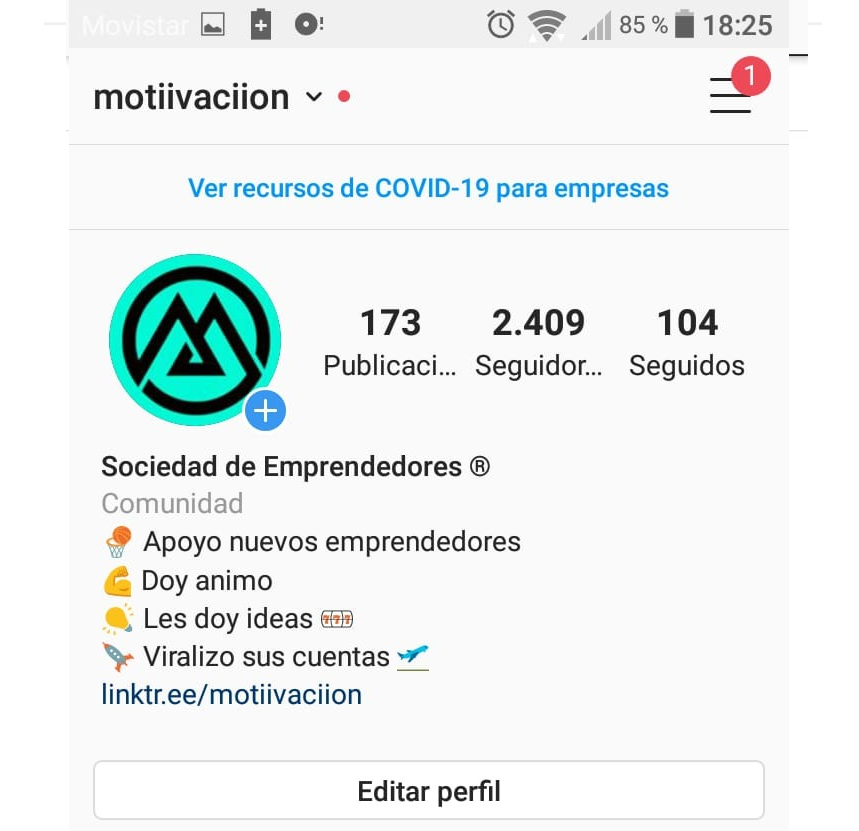 Movistar 85 % 18:25
motiivaciion 1
Ver recursos de COVID-19 para empresas
173 2.409 104
Publicaci... Seguidor... Seguidos
Sociedad de Emprendedores ®
Comunidad
Apoyo nuevos emprendedores
Doy animo
Les doy ideas
Viralizo sus cuentas
linktr.ee/motiivaciion
Editar perfil